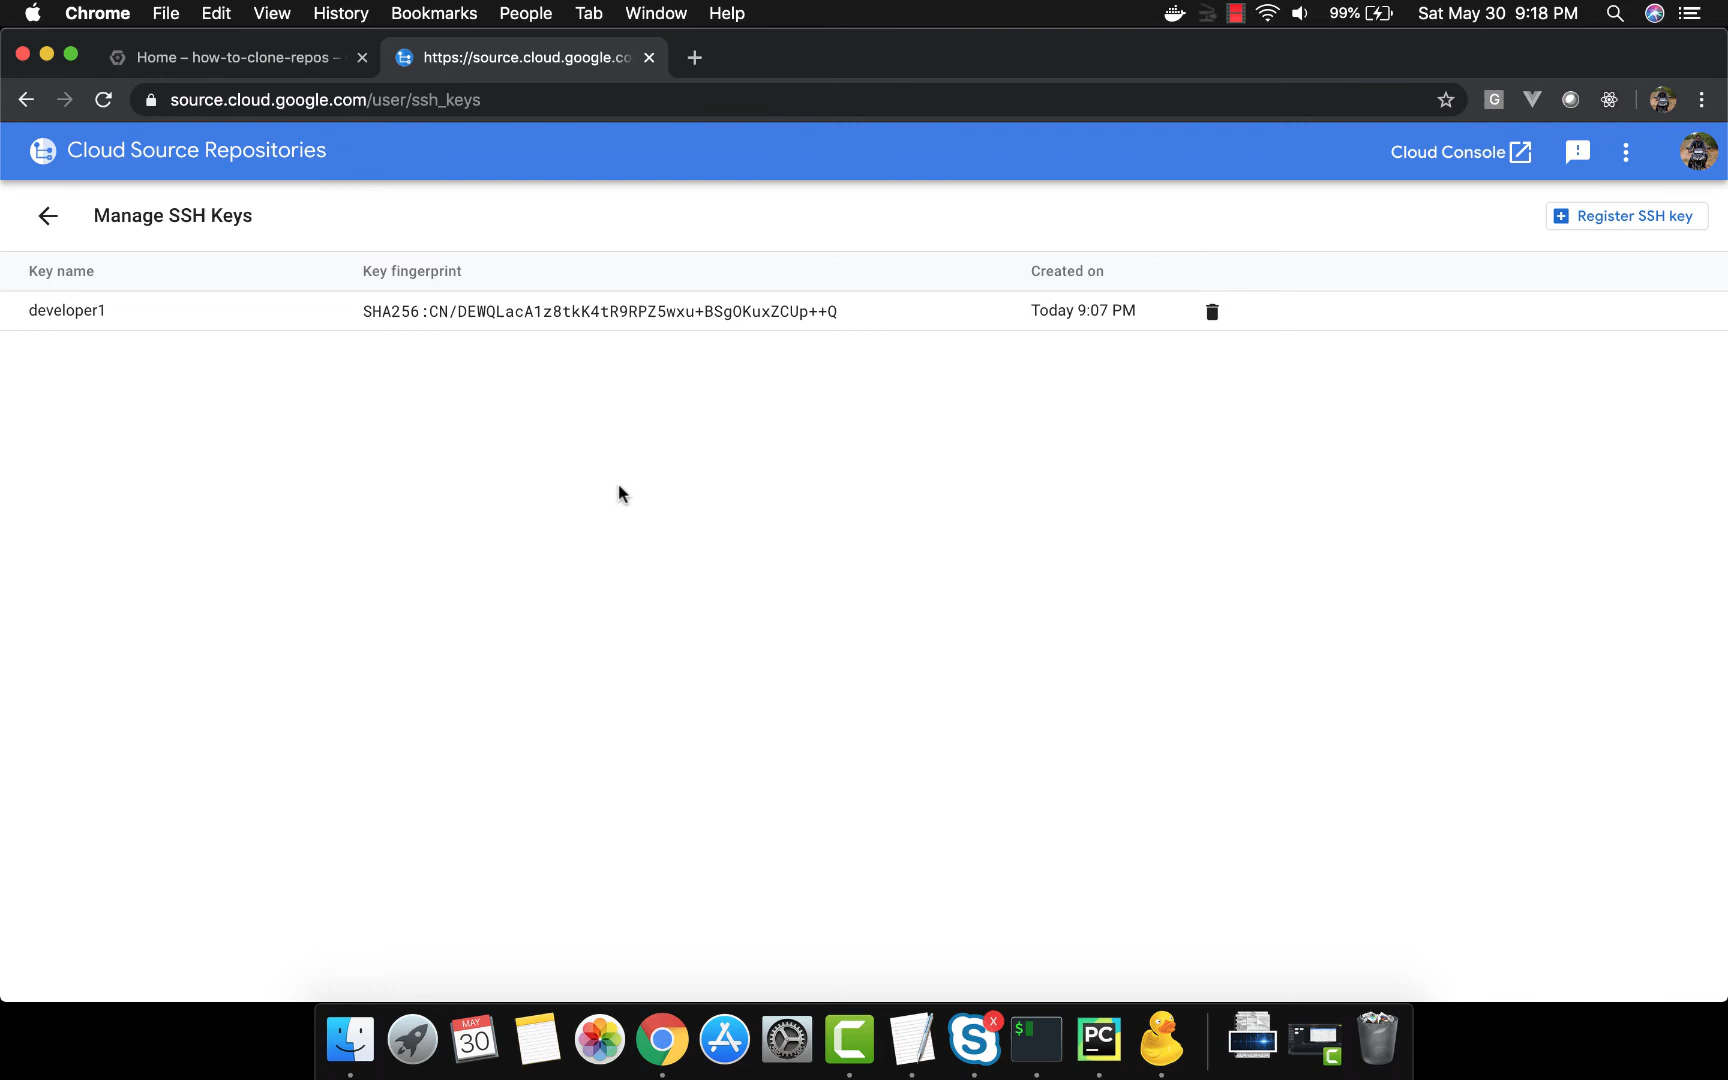 Chrome File Edit View History Bookmarks People Tab Window Help 99% Sat May 30 9:18 PM
Home – how-to-clone-repos – https://source.cloud.google.co
source.cloud.google.com/user/ssh_keys G
Cloud Source Repositories Cloud Console
Manage SSH Keys Register SSH key
Key name Key fingerprint Created on
developer1 SHA256:CN/DEWQLacA1z8tkK4tR9RPZ5wxu+BSgOKuxZCUp++Q Today 9:07 PM
MAY
30
$
PC